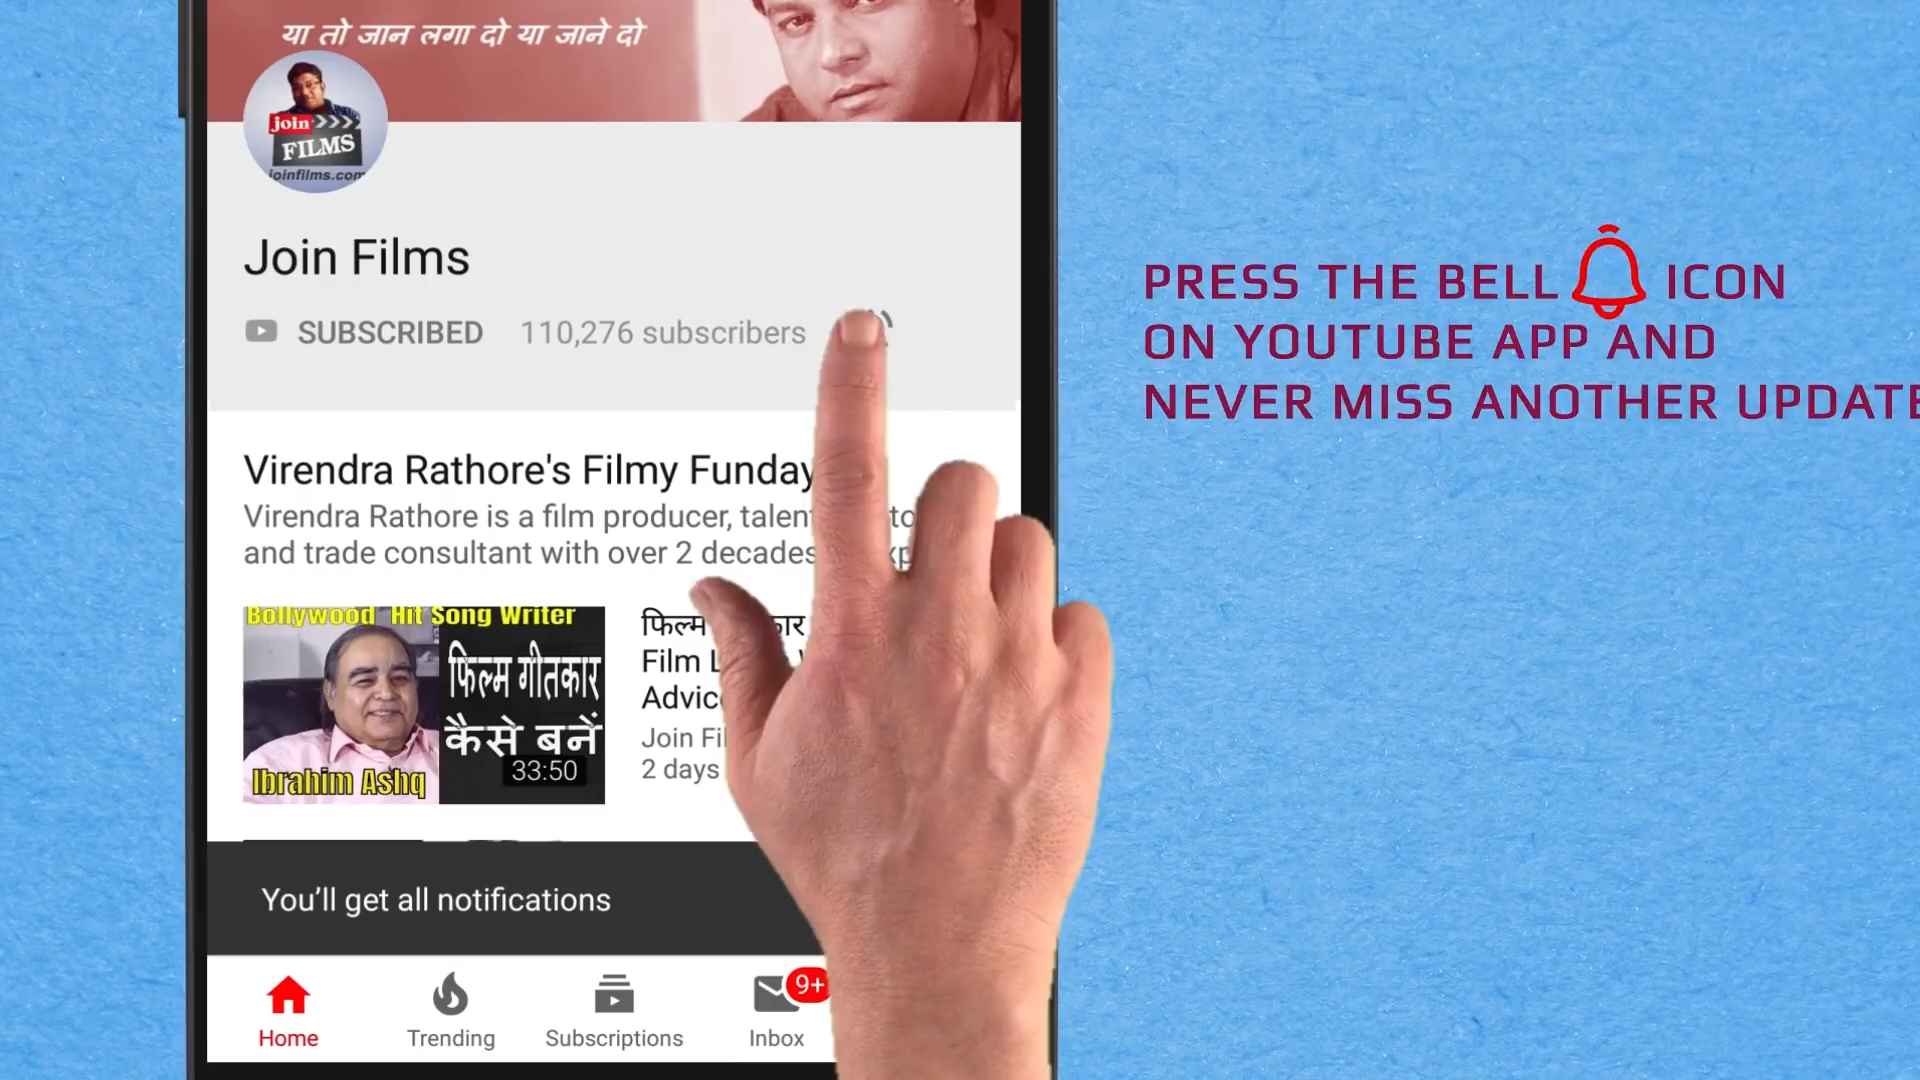 या तो जान लगा दो या जाने दो
join
FILMS
joinfilms.com
Join Films
SUBSCRIBED 110,276 subscribers
Virendra Rathore's Filmy Funday
Virendra Rathore is a film producer,
and trade consultant with over 2 decades
Bollywood Hit Song Writer
फिल्म गीतकार
कैसे बनें
33:50
Ibrahim Ashq
Film
Join
2 days
You'll get all notifications
Home
Trending
Subscriptions
9+
Inbox
PRESS THE BELL ICON
ON YOUTUBE APP AND
NEVER MISS ANOTHER UPDATE